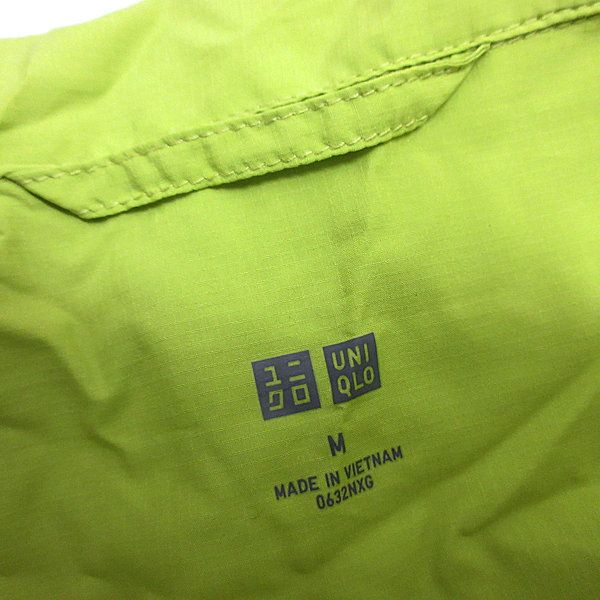 ユニ
クロ
UNI
QLO
M
MADE IN VIETNAM
0632NXG